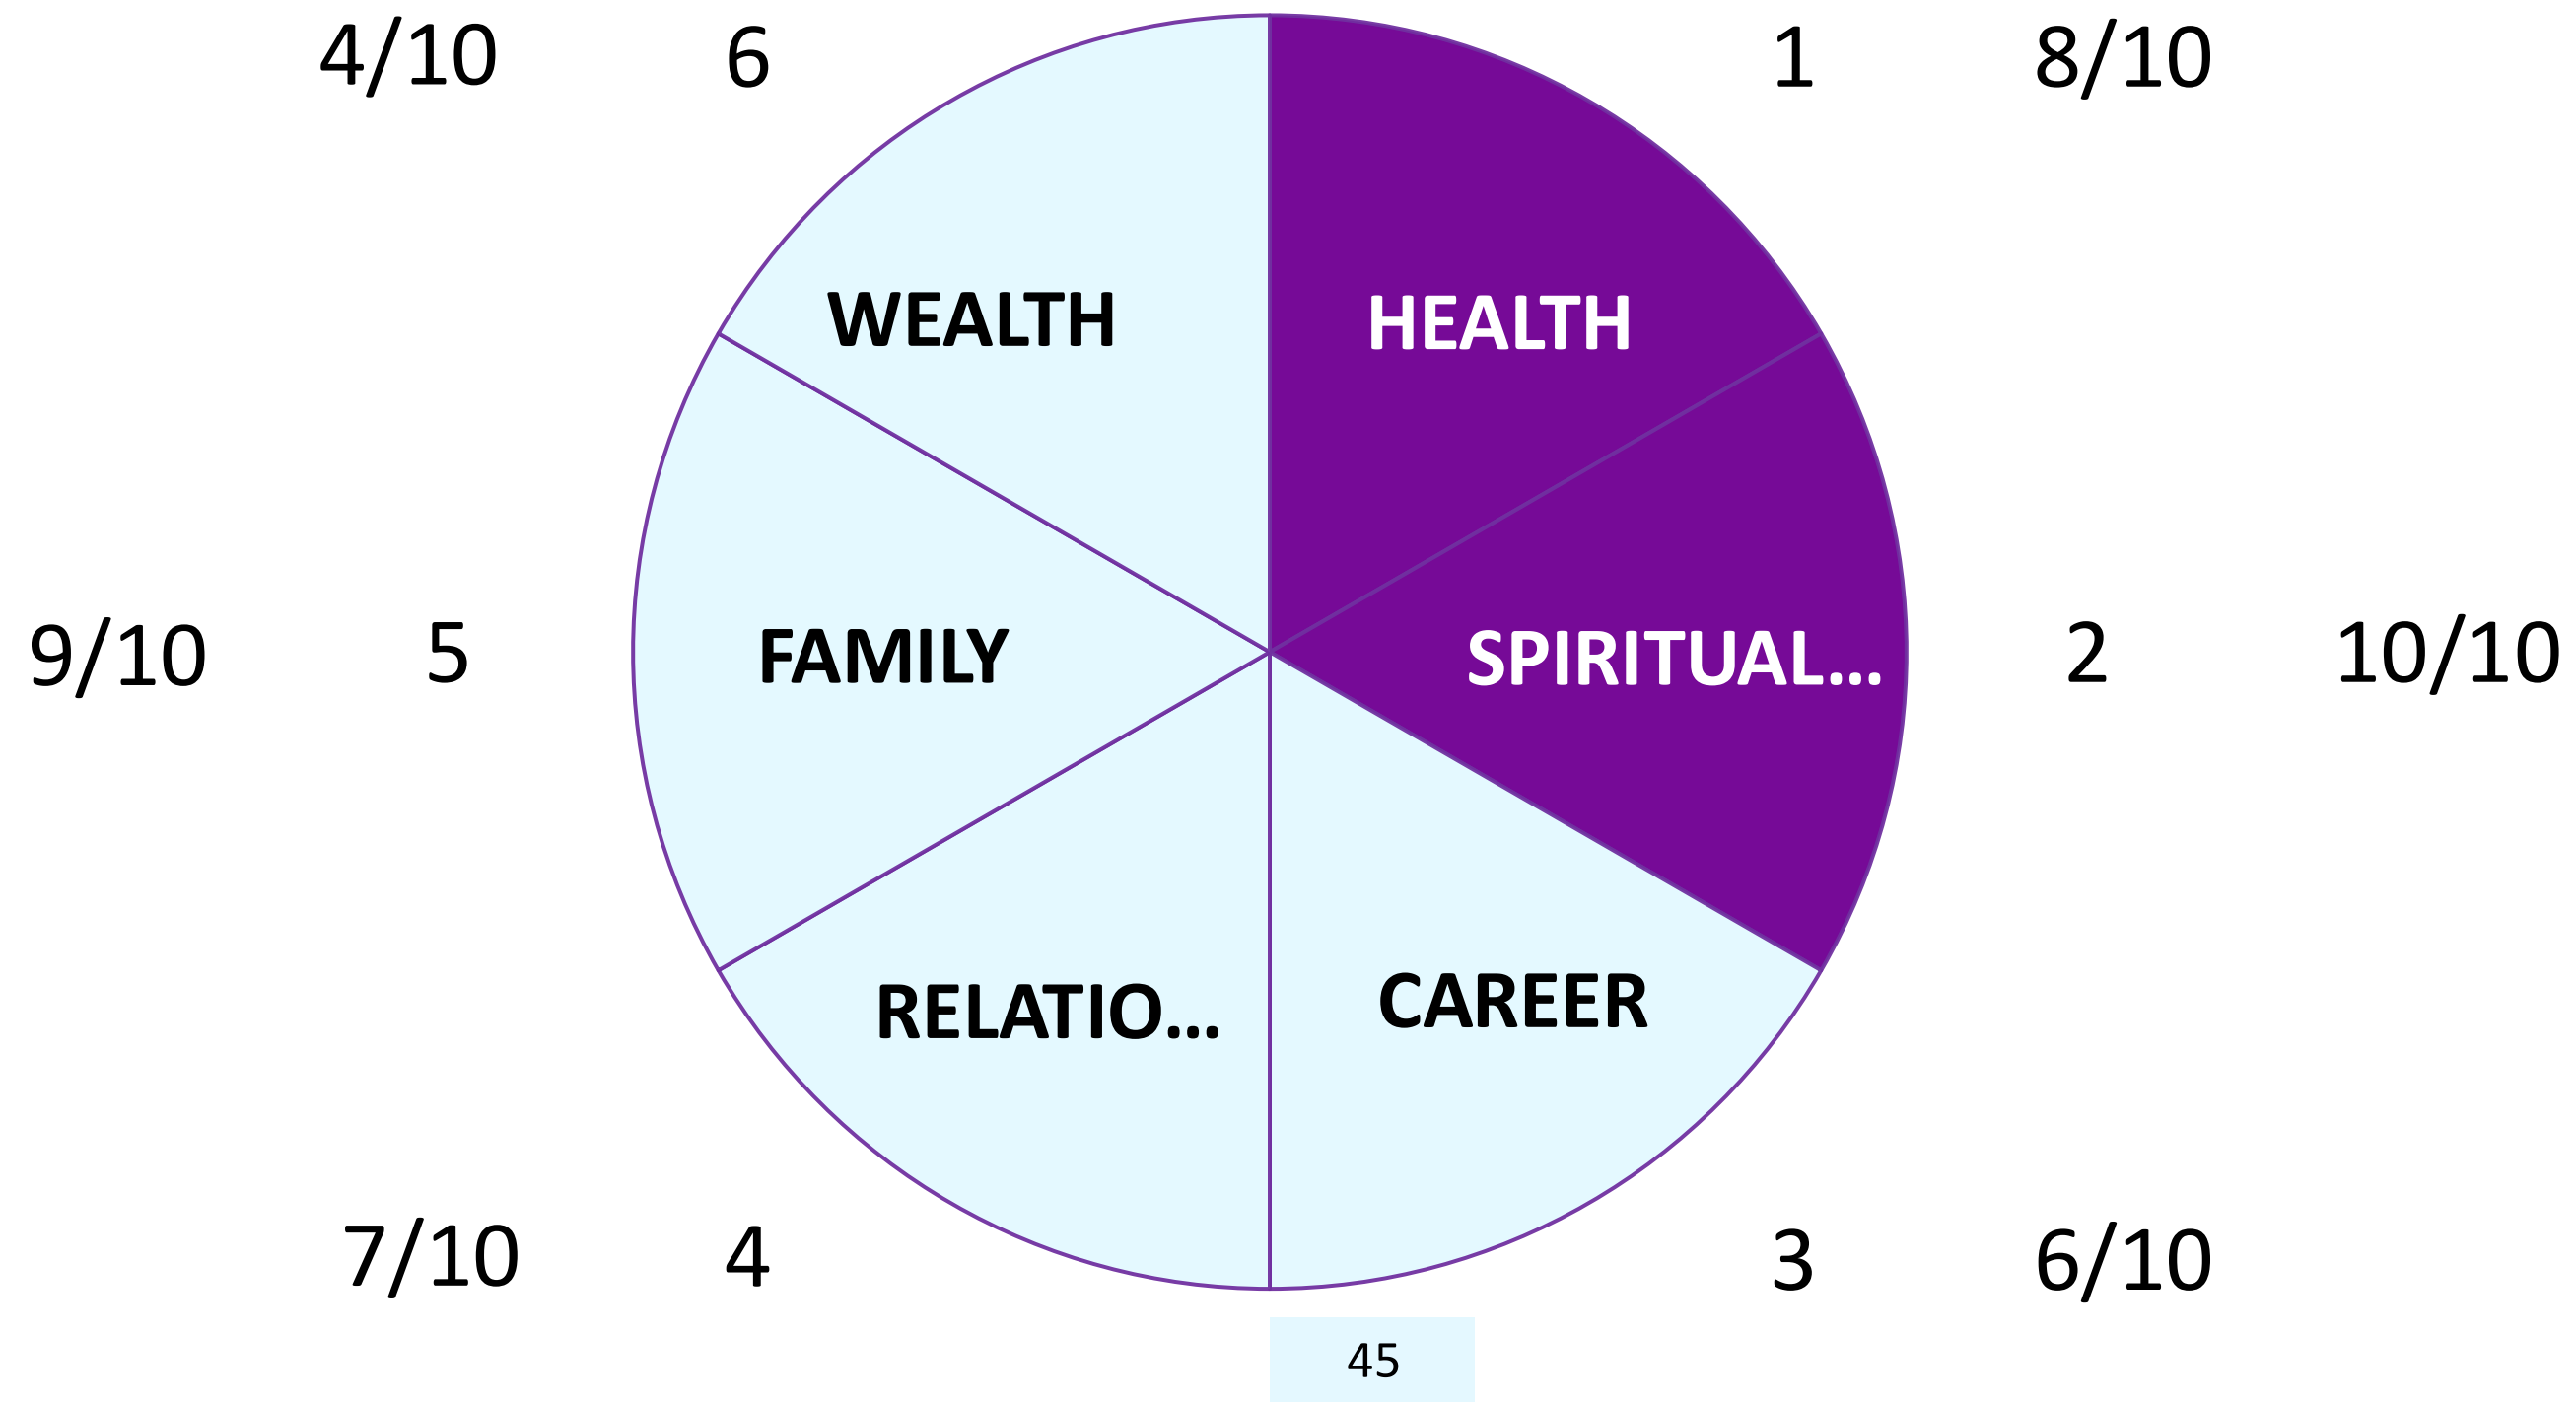 4/10 6 1 8/10
WEALTH HEALTH
9/10 5 FAMILY SPIRITUAL... 2 10/10
RELATIO... CAREER
7/10 4 3 6/10
45